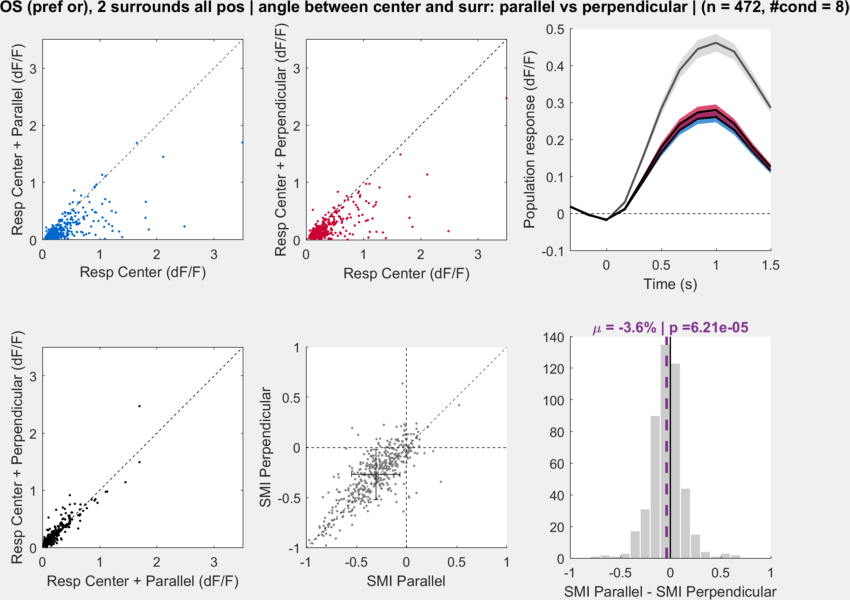 OS (pref or), 2 surrounds all pos | angle between center and surr: parallel vs perpendicular | (n = 472, #cond = 8)
Resp Center + Parallel (dF/F)
3
2
1
0
0 1 2 3
Resp Center (dF/F)
Resp Center + Perpendicular (dF/F)
3
2
1
0
0 1 2 3
Resp Center (dF/F)
Population response (dF/F)
0.5
0.4
0.3
0.2
0.1
0
-0.1
0 0.5 1 1.5
Time (s)
Resp Center + Perpendicular (dF/F)
3
2
1
0
0 1 2 3
Resp Center + Parallel (dF/F)
SMI Perpendicular
1
0.5
0
-0.5
-1
-1 -0.5 0 0.5 1
SMI Parallel
μ = -3.6% | p =6.21e-05
140
120
100
80
60
40
20
0
-1 -0.5 0 0.5 1
SMI Parallel - SMI Perpendicular